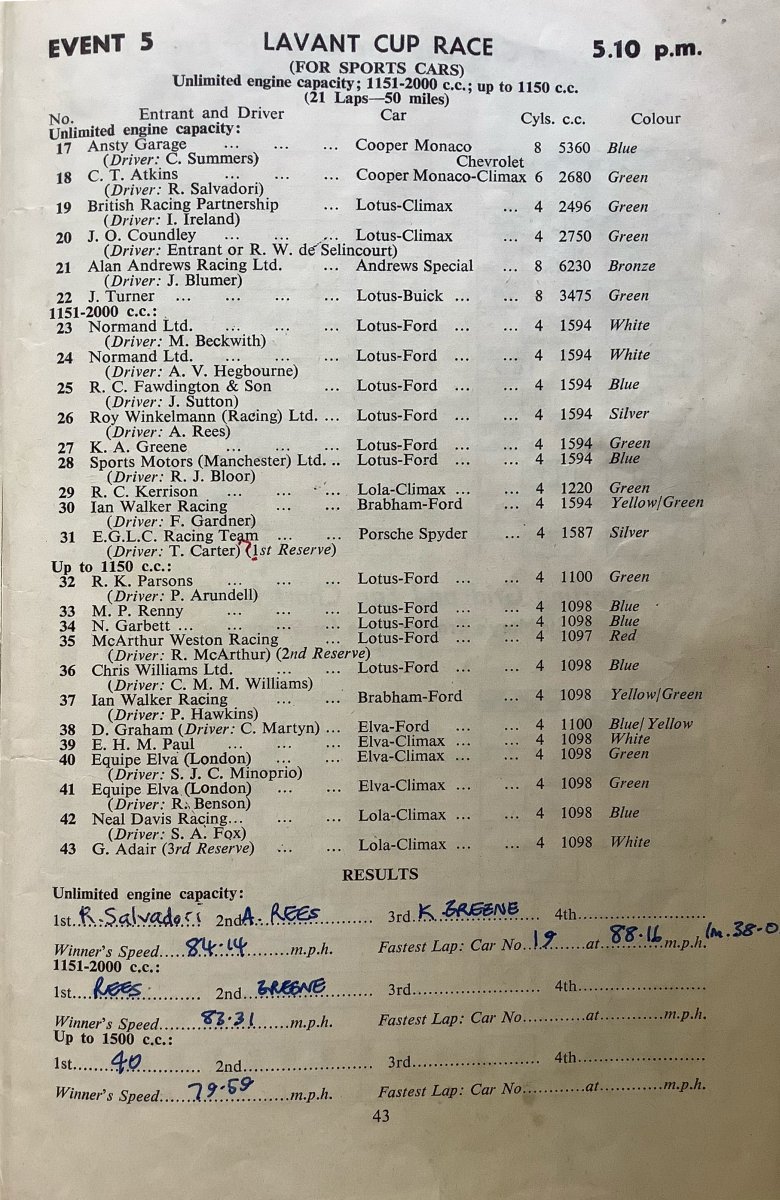 EVENT 5 LAVANT CUP RACE 5.10 p.m.
(FOR SPORTS CARS)
Unlimited engine capacity; 1151-2000 c.c.; up to 1150 c.c.
(21 Laps—50 miles)
No. Entrant and Driver Car Cyls. c.c. Colour
Unlimited engine capacity:
17 Ansty Garage ... ... ... Cooper Monaco 8 5360 Blue
(Driver: C. Summers) Chevrolet
18 C. T. Atkins ... ... ... Cooper Monaco-Climax 6 2680 Green
(Driver: R. Salvadori)
19 British Racing Partnership ... Lotus-Climax ... 4 2496 Green
(Driver: I. Ireland)
20 J. O. Coundley ... ... ... Lotus-Climax ... 4 2750 Green
(Driver: Entrant or R. W. de Selincourt)
21 Alan Andrews Racing Ltd. ... Andrews Special ... 8 6230 Bronze
(Driver: J. Blumer)
22 J. Turner ... ... ... ... Lotus-Buick ... ... 8 3475 Green
1151-2000 c.c.:
23 Normand Ltd. ... ... ... Lotus-Ford ... ... 4 1594 White
(Driver: M. Beckwith)
24 Normand Ltd. ... ... ... Lotus-Ford ... ... 4 1594 White
(Driver: A. V. Hegbourne)
25 R. C. Fawdington & Son ... Lotus-Ford ... ... 4 1594 Blue
(Driver: J. Sutton)
26 Roy Winkelmann (Racing) Ltd. ... Lotus-Ford ... ... 4 1594 Silver
(Driver: A. Rees)
27 K. A. Greene ... ... ... Lotus-Ford ... ... 4 1594 Green
28 Sports Motors (Manchester) Ltd. .. Lotus-Ford ... ... 4 1594 Blue
(Driver: R. J. Bloor)
29 R. C. Kerrison ... ... ... Lola-Climax ... ... 4 1220 Green
30 Ian Walker Racing ... ... Brabham-Ford ... 4 1594 Yellow/Green
(Driver: F. Gardner)
31 E.G.L.C. Racing Team ... ... Porsche Spyder ... 4 1587 Silver
(Driver: T. Carter) ? (1st Reserve)
Up to 1150 c.c.:
32 R. K. Parsons ... ... ... Lotus-Ford ... ... 4 1100 Green
(Driver: P. Arundell)
33 M. P. Renny ... ... ... Lotus-Ford ... ... 4 1098 Blue
34 N. Garbett ... ... ... ... Lotus-Ford ... ... 4 1098 Blue
35 McArthur Weston Racing ... Lotus-Ford ... ... 4 1097 Red
(Driver: R. McArthur) (2nd Reserve)
36 Chris Williams Ltd. ... ... Lotus-Ford ... ... 4 1098 Blue
(Driver: C. M. M. Williams)
37 Ian Walker Racing ... ... Brabham-Ford ... 4 1098 Yellow/Green
(Driver: P. Hawkins)
38 D. Graham (Driver: C. Martyn) ... Elva-Ford ... ... 4 1100 Blue/Yellow
39 E. H. M. Paul ... ... ... Elva-Climax ... ... 4 1098 White
40 Equipe Elva (London) ... ... Elva-Climax ... ... 4 1098 Green
(Driver: S. J. C. Minoprio)
41 Equipe Elva (London) ... ... Elva-Climax ... ... 4 1098 Green
(Driver: R. Benson)
42 Neal Davis Racing... ... ... Lola-Climax ... ... 4 1098 Blue
(Driver: S. A. Fox)
43 G. Adair (3rd Reserve) ... ... Lola-Climax ... ... 4 1098 White
RESULTS
Unlimited engine capacity:
1st. R. Salvadori 2nd A. REES 3rd K GREENE 4th
Winner's Speed 84.14 m.p.h. Fastest Lap: Car No. 19 at 88.16 m.p.h. 1m. 38-0
1151-2000 c.c.:
1st REES 2nd GREENE 3rd 4th
Winner's Speed 83.31 m.p.h. Fastest Lap: Car No. at m.p.h.
Up to 1500 c.c.:
1st 40 2nd 3rd 4th
Winner's Speed 79.59 m.p.h. Fastest Lap: Car No. at m.p.h.
43